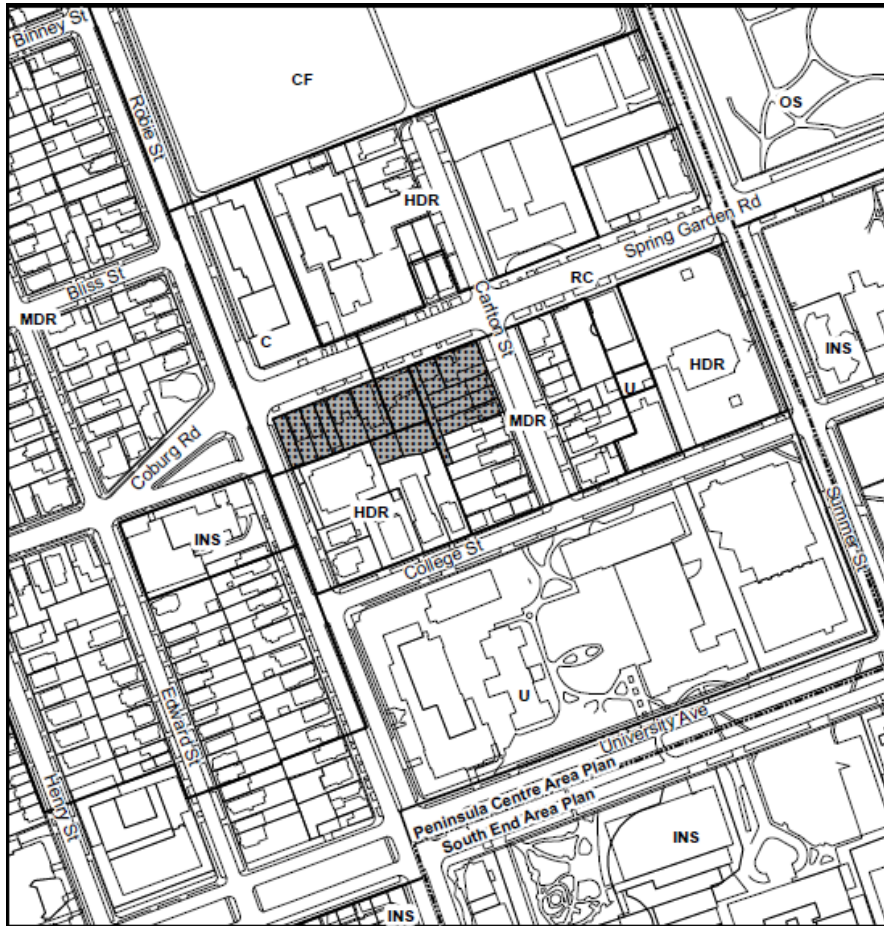 Binney St
CF
Robie St
OS
HDR
Spring Garden Rd
Bliss St
RC
Carlton St
MDR
C
INS
HDR
U
Coburg Rd
MDR
Summer St
HDR
INS
College St
U
Edward St
University Ave
Henry St
Peninsula Centre Area Plan
South End Area Plan
INS
INS